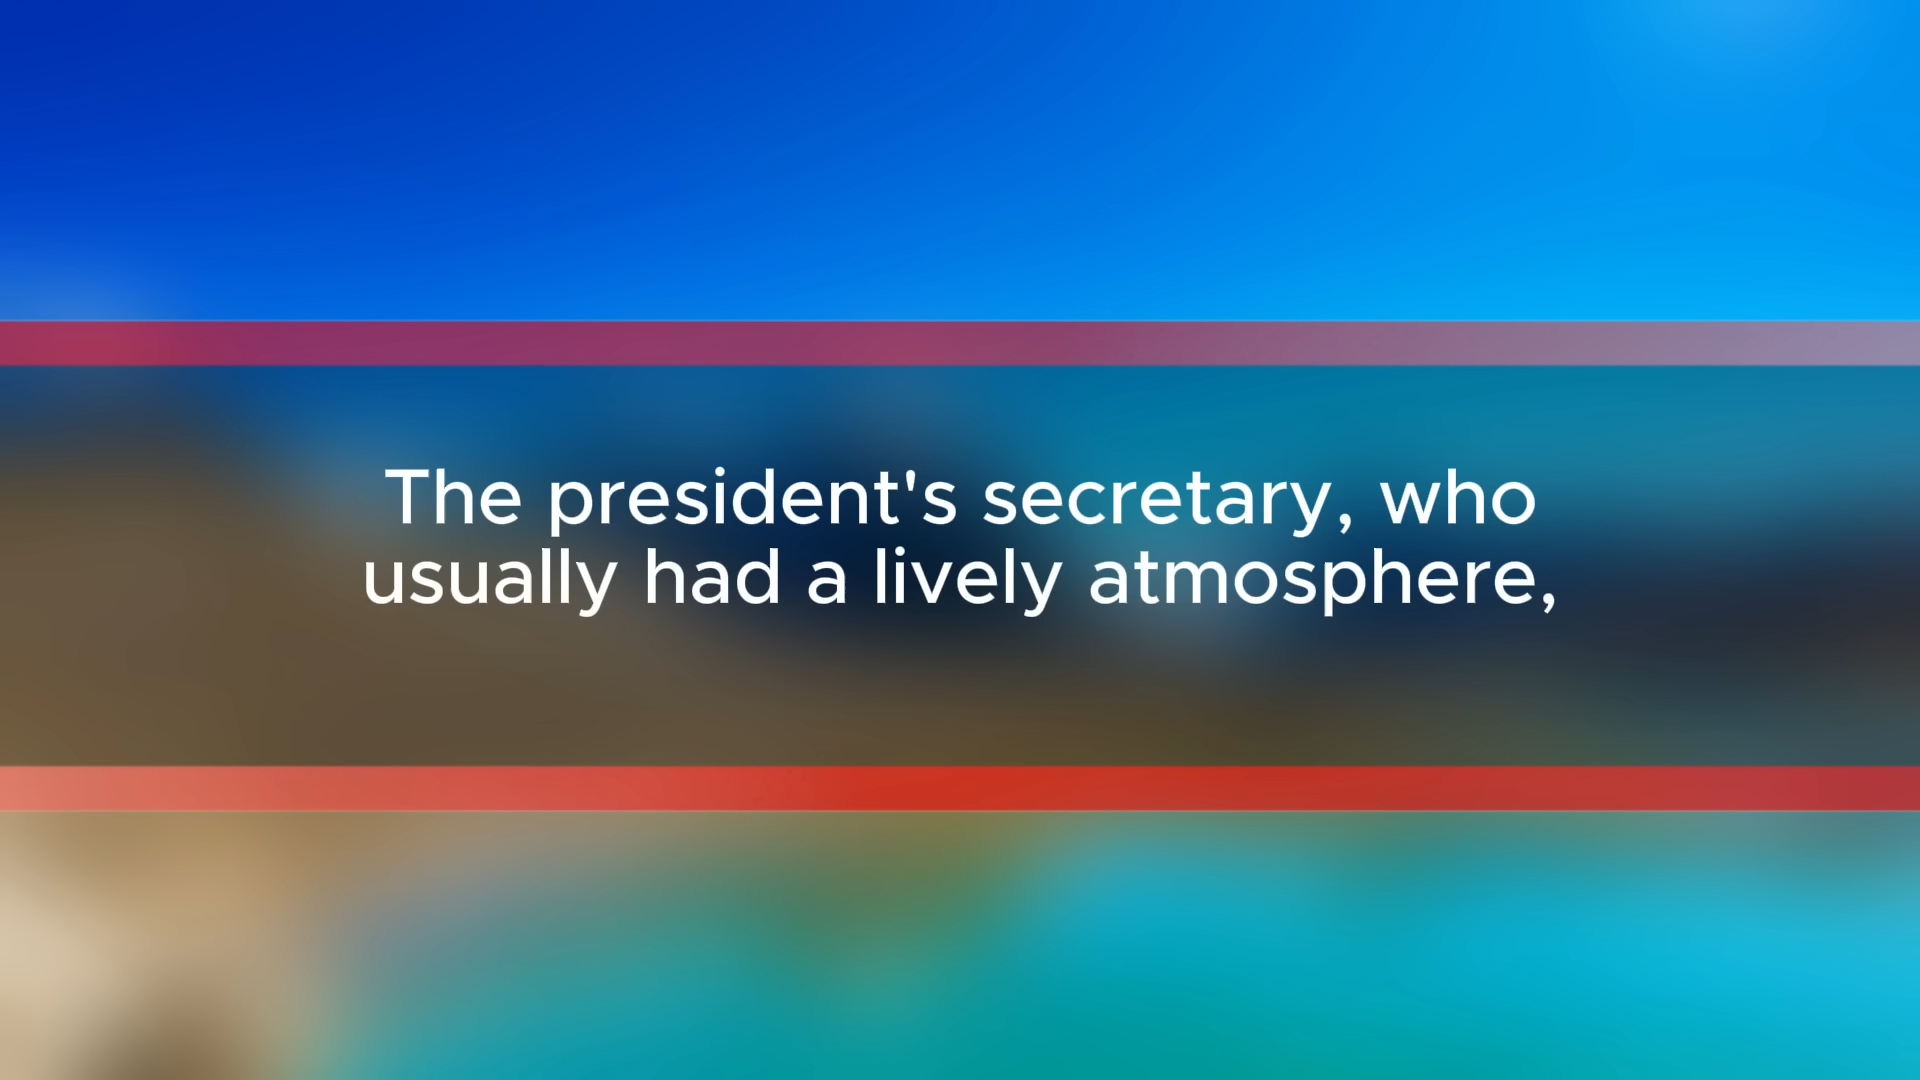 The president's secretary, who
usually had a lively atmosphere,